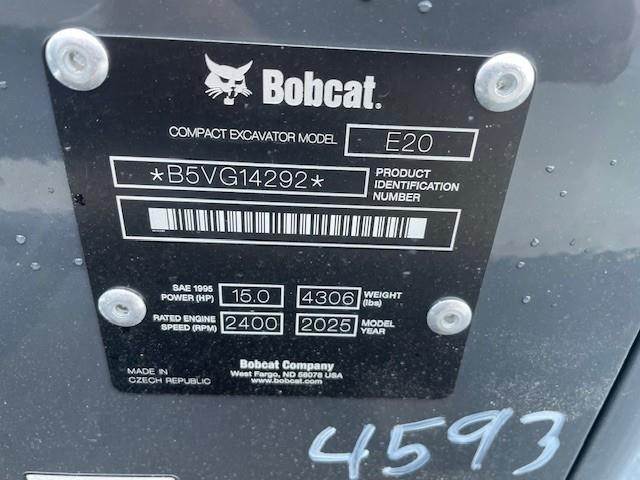 Bobcat.
COMPACT EXCAVATOR MODEL E20
*B5VG14292*
PRODUCT
IDENTIFICATION
NUMBER
SAE 1995
POWER (HP)
15.0
4306
WEIGHT
(lbs)
RATED ENGINE
SPEED (RPM)
2400
2025
MODEL
YEAR
MADE IN
CZECH REPUBLIC
Bobcat Company
West Fargo, ND 58078 USA
www.bobcat.com
4593